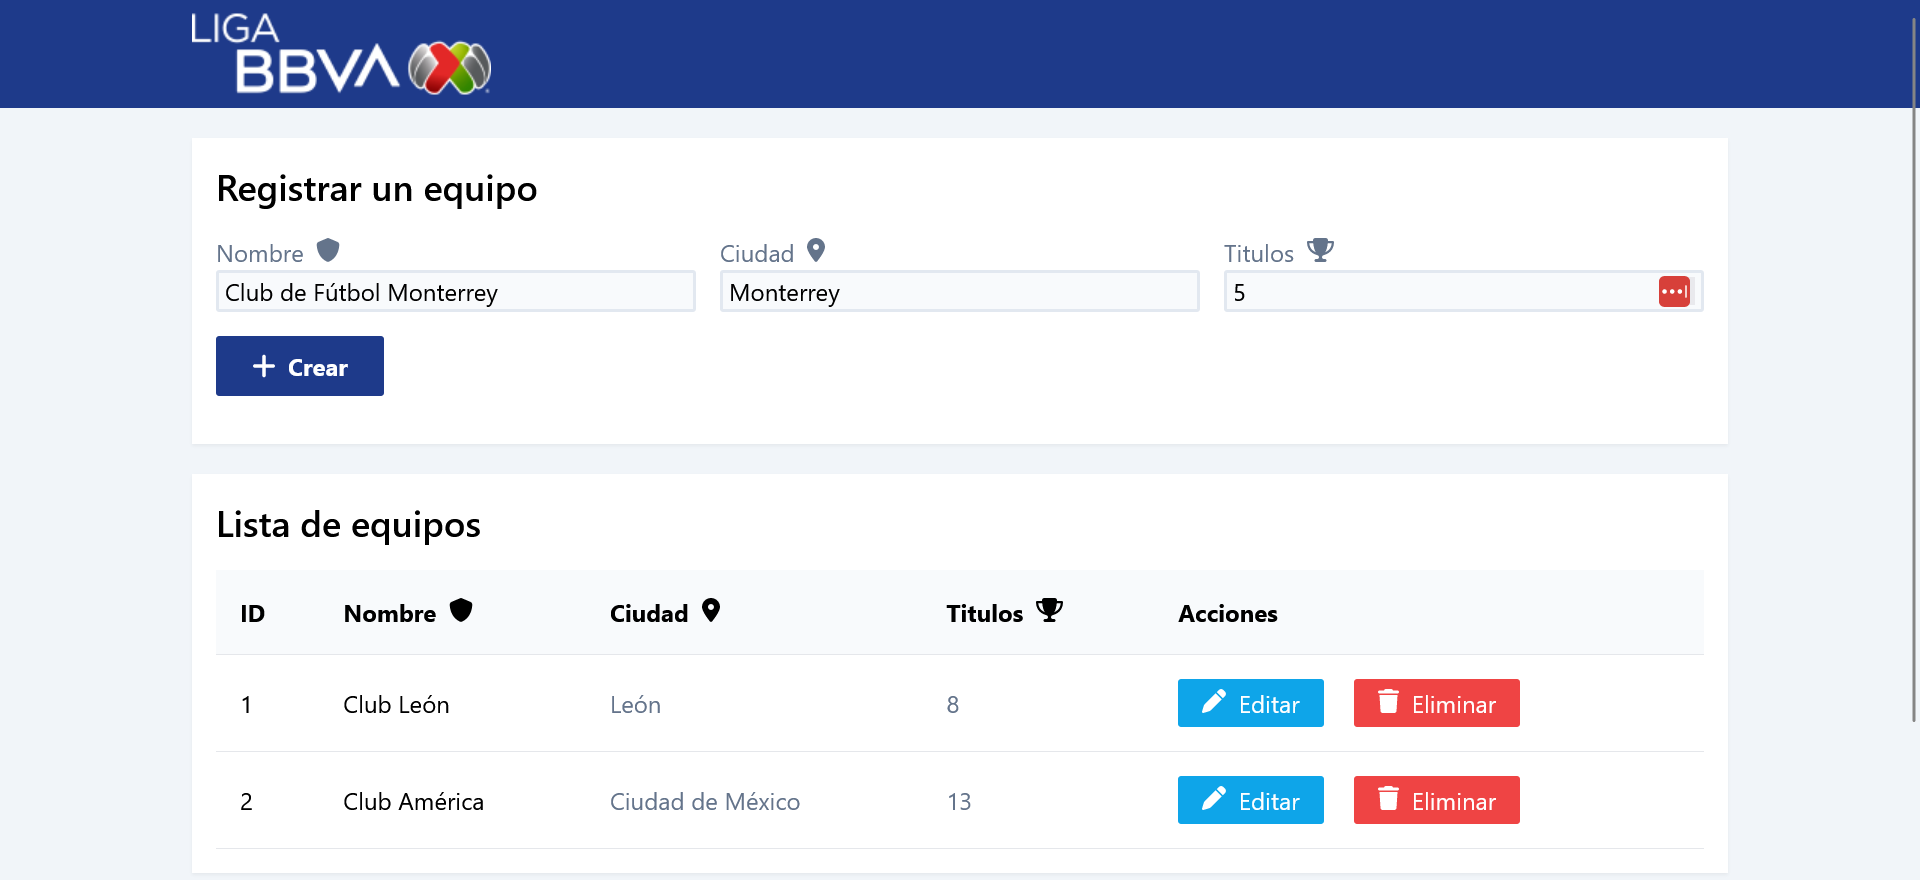 LIGA
BBVA
Registrar un equipo
Nombre Ciudad Titulos
Club de Fútbol Monterrey Monterrey 5
Crear
Lista de equipos
ID Nombre Ciudad Titulos Acciones
1 Club León León 8 Editar Eliminar
2 Club América Ciudad de México 13 Editar Eliminar